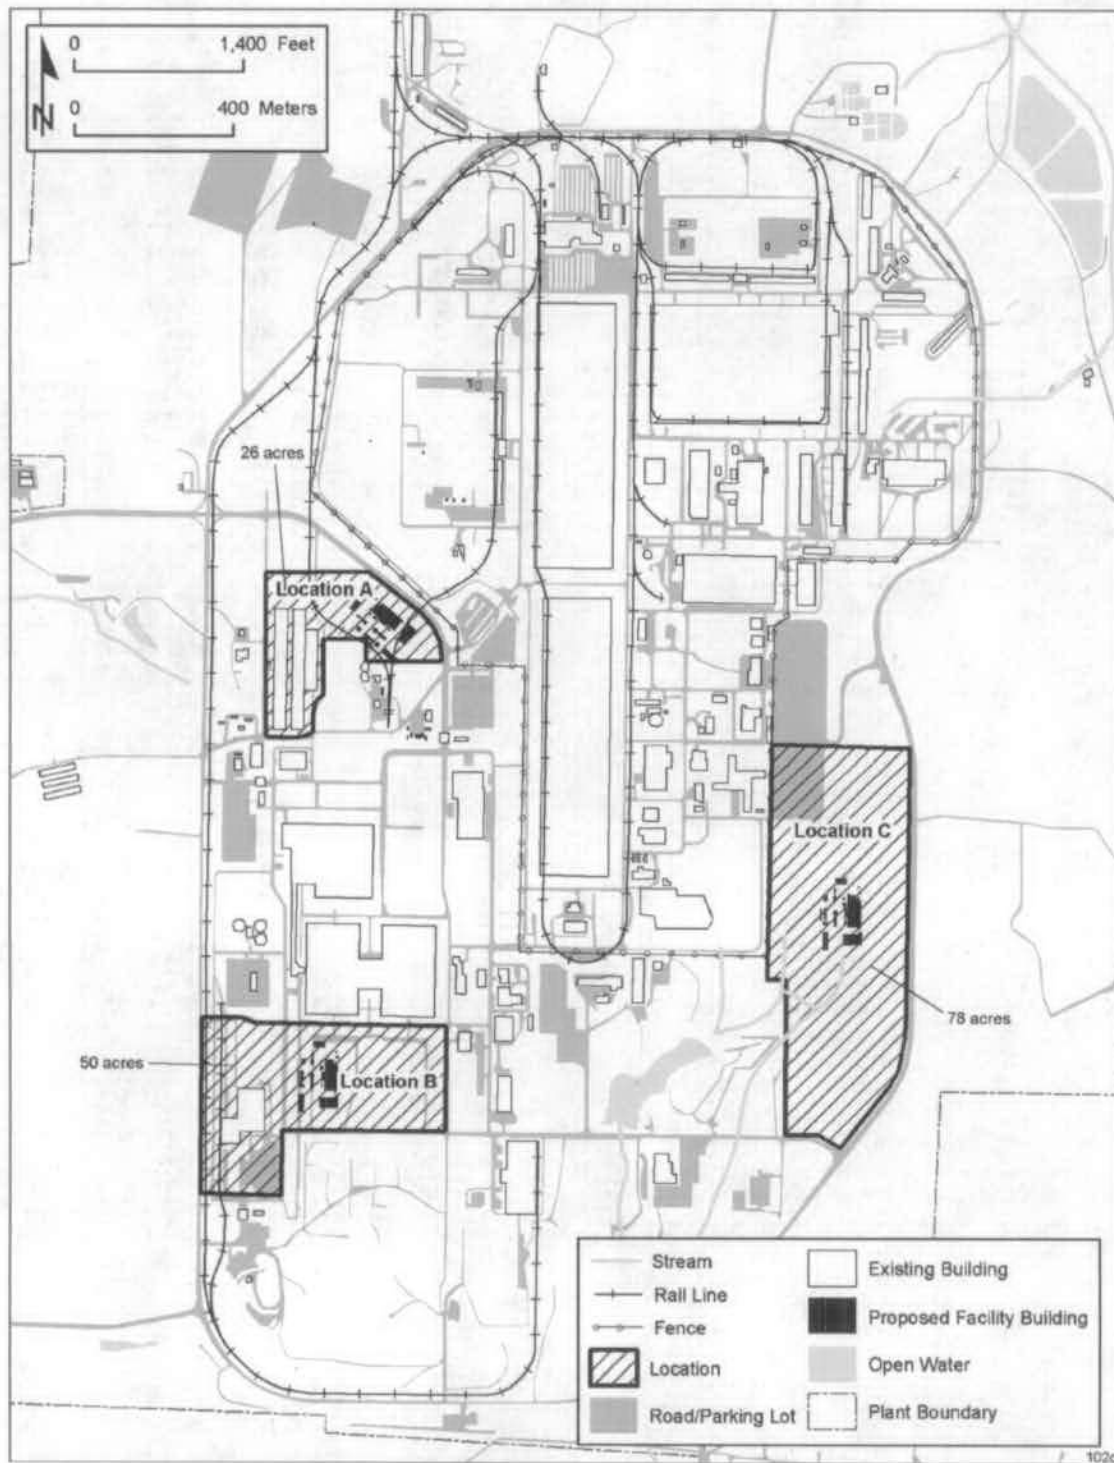 0 1,400 Feet
0 400 Meters
N
26 acres
Location A
Location C
78 acres
50 acres
Location B
Stream
Rail Line
Fence
Location
Road/Parking Lot
Existing Building
Proposed Facility Building
Open Water
Plant Boundary